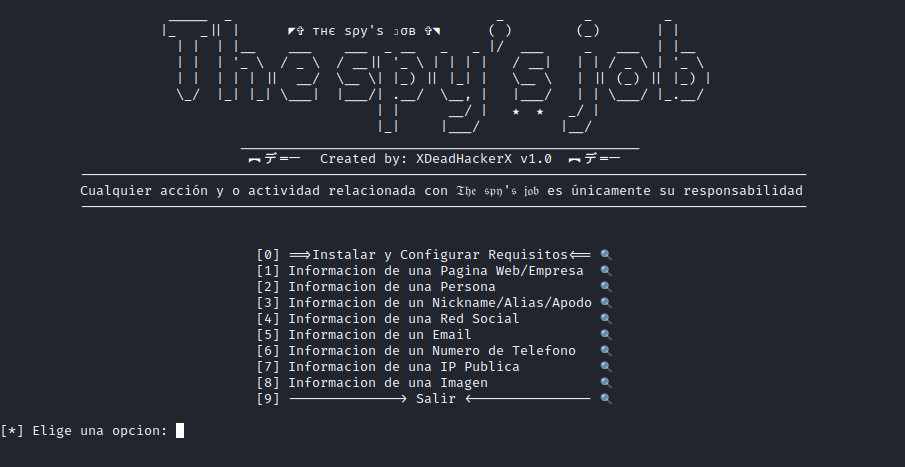 The spy's job
◤✞ тнє sρу's נσв ✞◥
★ ★
︻デ═一 Created by: XDeadHackerX v1.0 ︻デ═一
Cualquier acción y o actividad relacionada con 𝔗𝔥𝔢 𝔰𝔭𝔶'𝔰 𝔧𝔬𝔟 es únicamente su responsabilidad
[0] ==>Instalar y Configurar Requisitos<== 🔍
[1] Informacion de una Pagina Web/Empresa 🔍
[2] Informacion de una Persona 🔍
[3] Informacion de un Nickname/Alias/Apodo 🔍
[4] Informacion de una Red Social 🔍
[5] Informacion de un Email 🔍
[6] Informacion de un Numero de Telefono 🔍
[7] Informacion de una IP Publica 🔍
[8] Informacion de una Imagen 🔍
[9] ---------------> Salir <---------------- 🔍
[*] Elige una opcion: